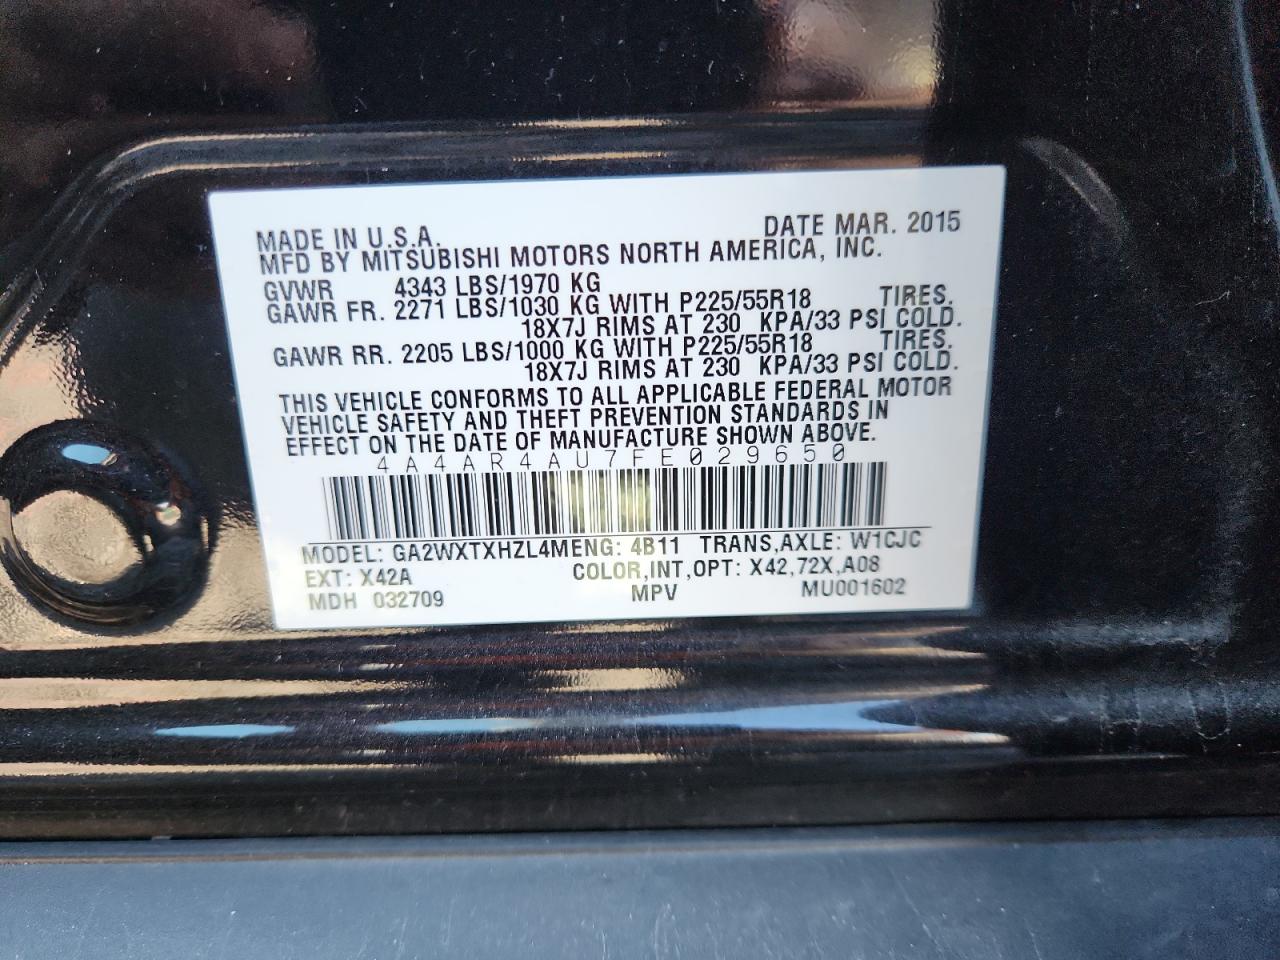 MADE IN U.S.A. DATE MAR. 2015
MFD BY MITSUBISHI MOTORS NORTH AMERICA, INC.
GVWR 4343 LBS/1970 KG
GAWR FR. 2271 LBS/1030 KG WITH P225/55R18 TIRES.
18X7J RIMS AT 230 KPA/33 PSI COLD.
GAWR RR. 2205 LBS/1000 KG WITH P225/55R18 TIRES.
18X7J RIMS AT 230 KPA/33 PSI COLD.
THIS VEHICLE CONFORMS TO ALL APPLICABLE FEDERAL MOTOR
VEHICLE SAFETY AND THEFT PREVENTION STANDARDS IN
EFFECT ON THE DATE OF MANUFACTURE SHOWN ABOVE.
4A4AR4AU7FE029650
MODEL: GA2WXTXHZL4MENG: 4B11 TRANS,AXLE: W1CJC
EXT: X42A COLOR,INT,OPT: X42,72X,A08
MDH 032709 MPV MU001602